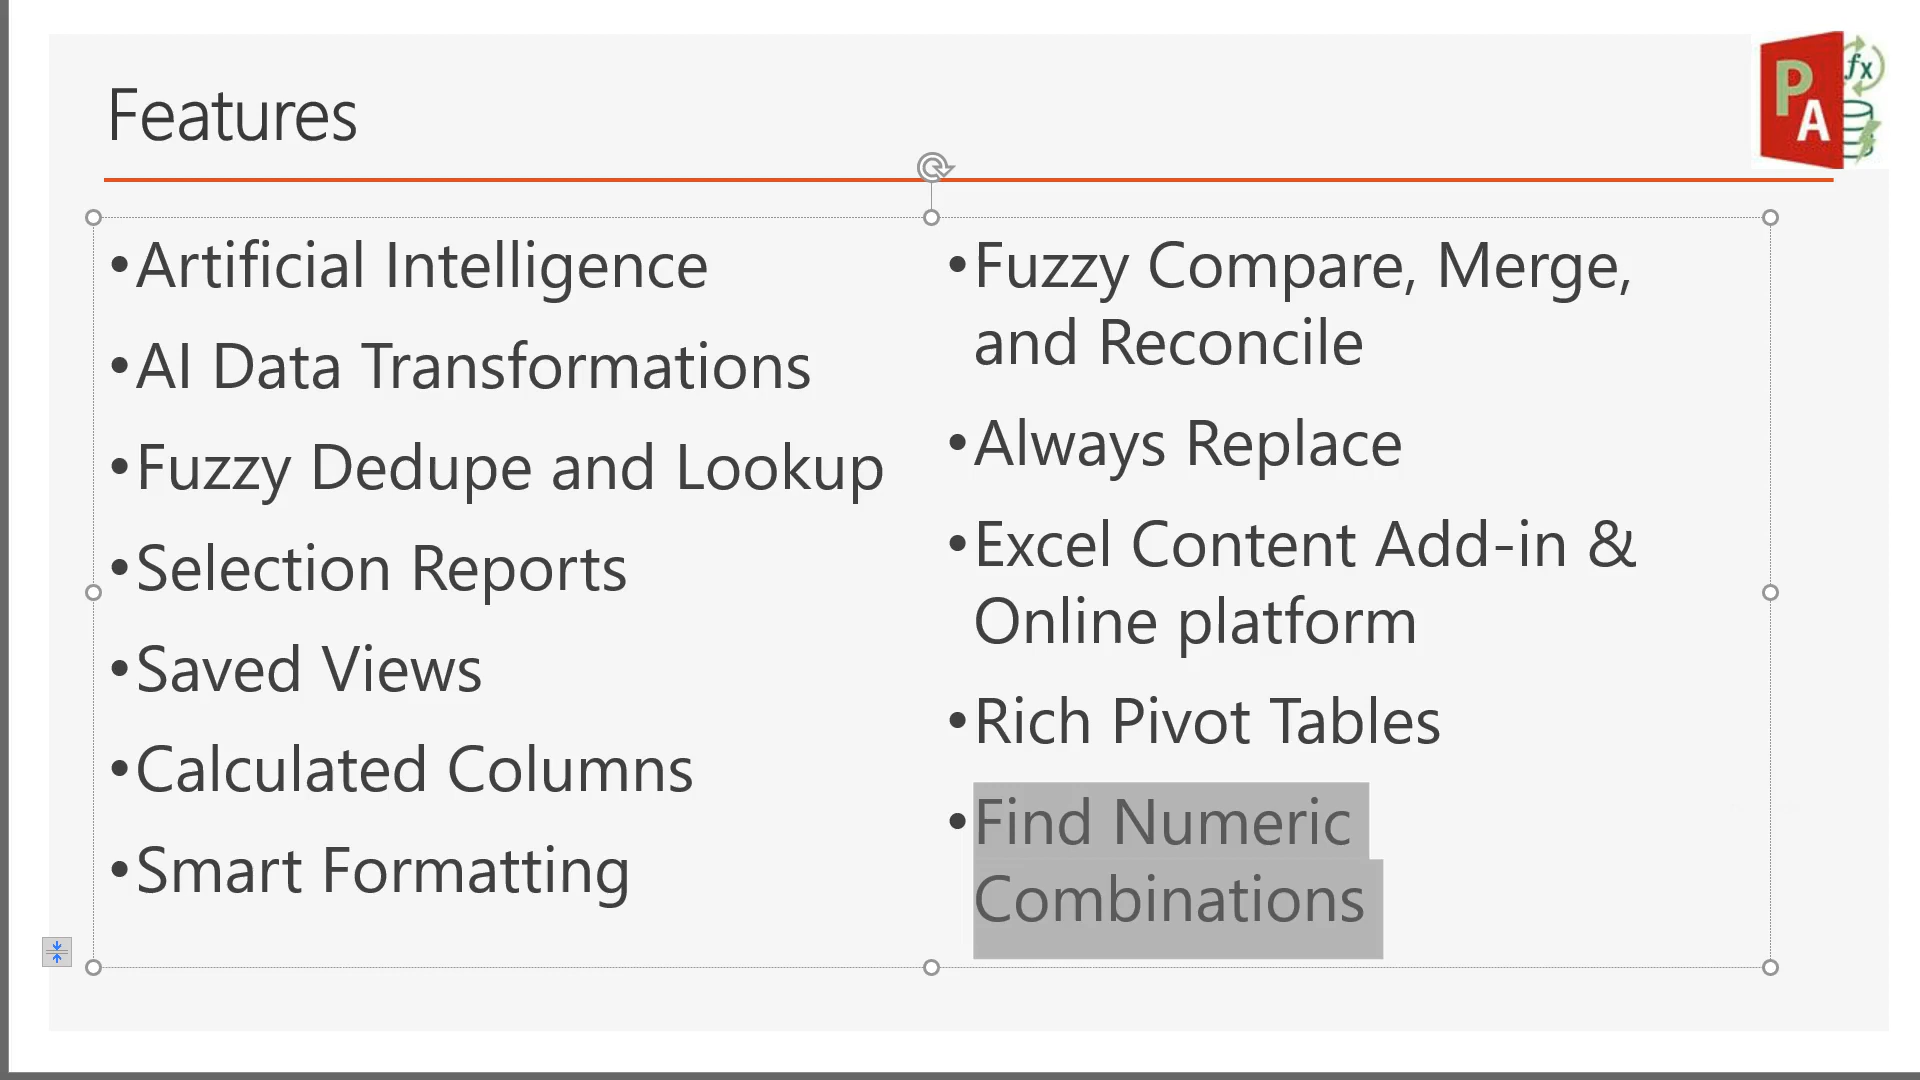 Features
P
A
fx
•Artificial Intelligence
•AI Data Transformations
•Fuzzy Dedupe and Lookup
•Selection Reports
•Saved Views
•Calculated Columns
•Smart Formatting
•Fuzzy Compare, Merge,
and Reconcile
•Always Replace
•Excel Content Add-in &
Online platform
•Rich Pivot Tables
•Find Numeric
Combinations